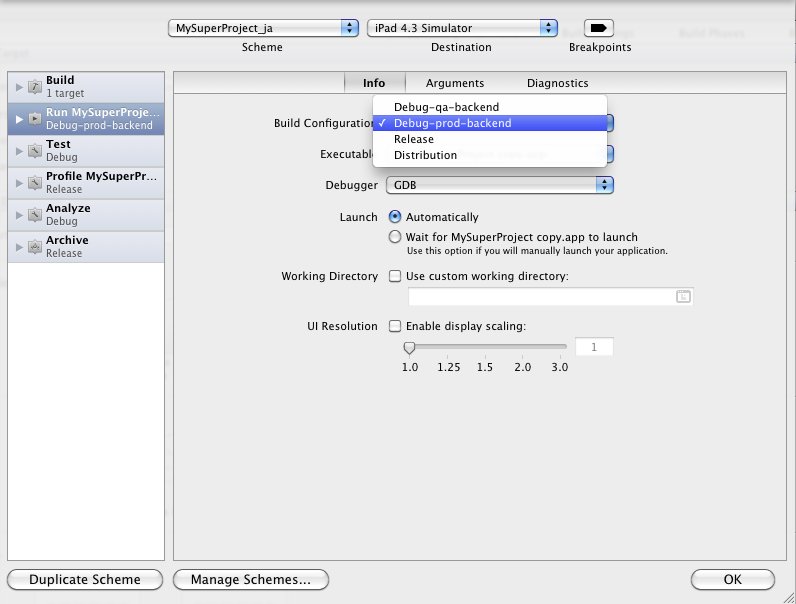 MySuperProject_ja
iPad 4.3 Simulator
Scheme
Destination
Breakpoints
Build
1 target
Run MySuperProje...
Debug-prod-backend
Test
Debug
Profile MySuperPr...
Release
Analyze
Debug
Archive
Release
Info
Arguments
Diagnostics
Build Configuration
Debug-qa-backend
✓ Debug-prod-backend
Release
Distribution
Executable
Debugger
GDB
Launch
Automatically
Wait for MySuperProject copy.app to launch
Use this option if you will manually launch your application.
Working Directory
Use custom working directory:
UI Resolution
Enable display scaling:
1
1.0 1.25 1.5 2.0 3.0
Duplicate Scheme
Manage Schemes...
OK